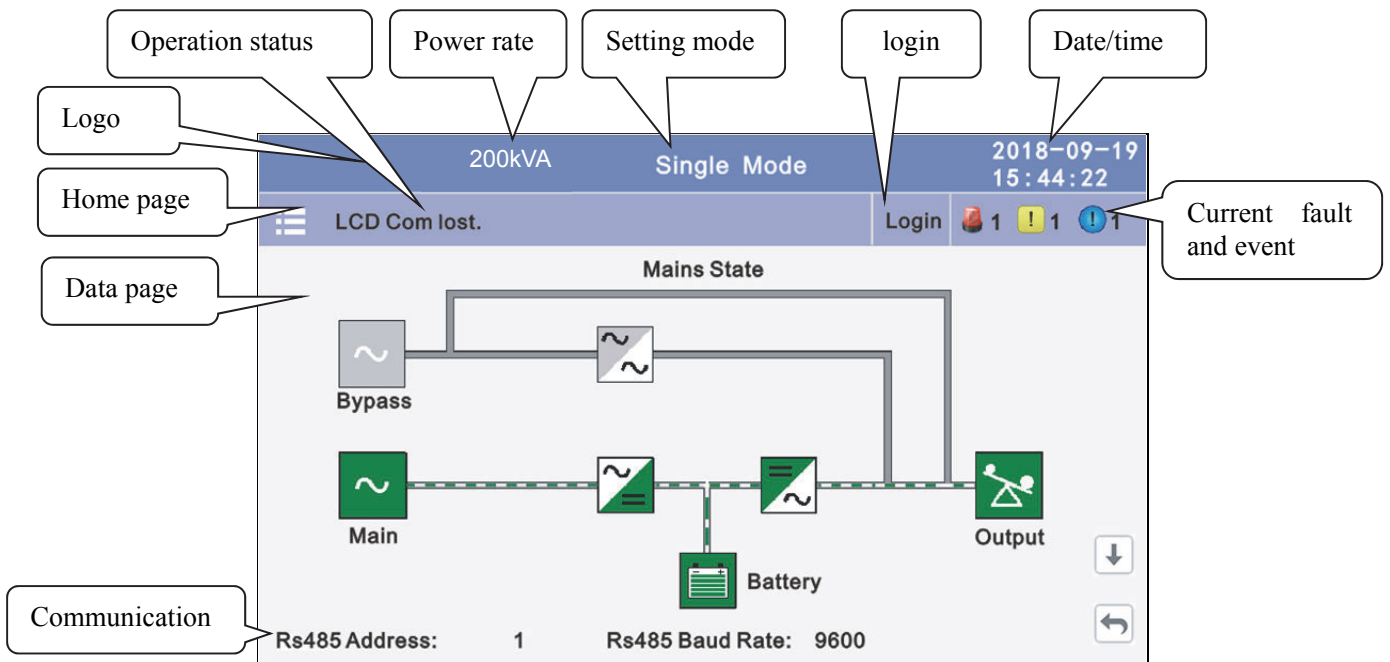 Operation status
Power rate
Setting mode
login
Date/time
Logo
200kVA
Single Mode
2018-09-19
15:44:22
Home page
LCD Com lost.
Login
1
! 1
! 1
Current fault
and event
Data page
Mains State
Bypass
Main
Output
Battery
Communication
Rs485 Address: 1 Rs485 Baud Rate: 9600